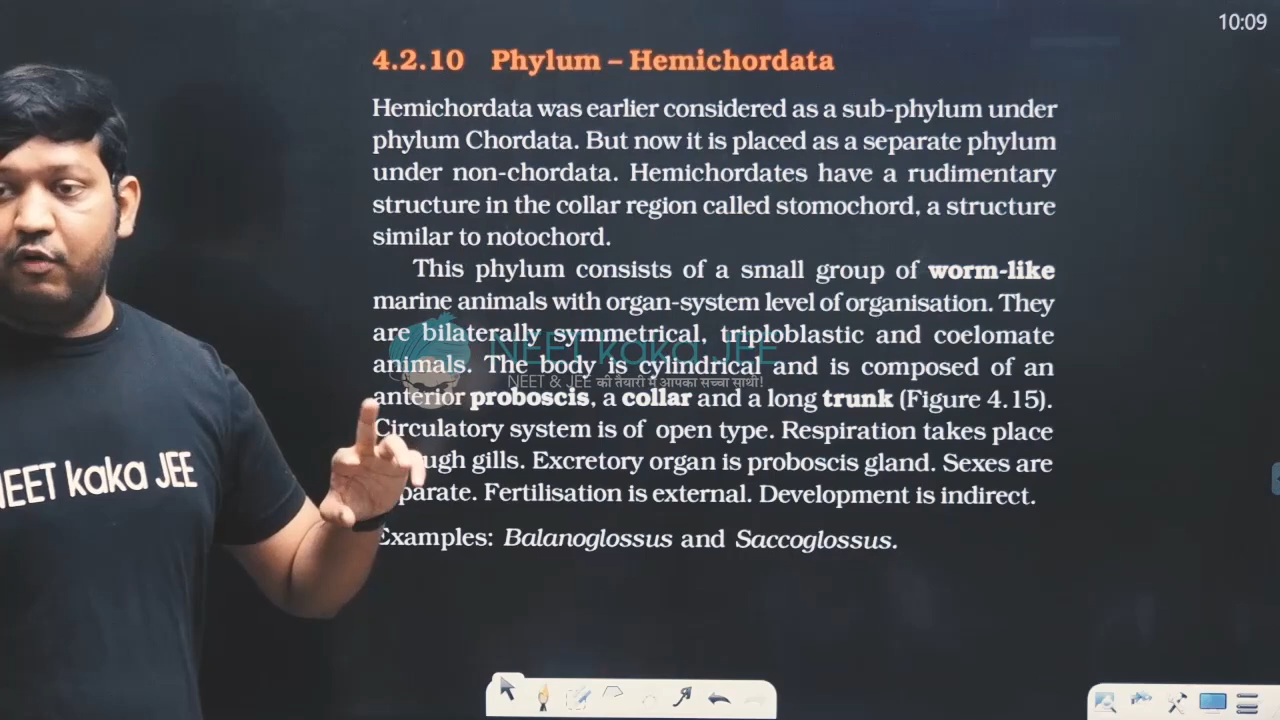 10:09
4.2.10 Phylum – Hemichordata
Hemichordata was earlier considered as a sub-phylum under
phylum Chordata. But now it is placed as a separate phylum
under non-chordata. Hemichordates have a rudimentary
structure in the collar region called stomochord, a structure
similar to notochord.
This phylum consists of a small group of worm-like
marine animals with organ-system level of organisation. They
are bilaterally symmetrical, triploblastic and coelomate
NEET kaka JEE
animals. The body is cylindrical and is composed of an
NEET & JEE की तैयारी में आपका सच्चा साथी!
anterior proboscis, a collar and a long trunk (Figure 4.15).
Circulatory system is of open type. Respiration takes place
ugh gills. Excretory organ is proboscis gland. Sexes are
parate. Fertilisation is external. Development is indirect.
Examples: Balanoglossus and Saccoglossus.
NEET kaka JEE